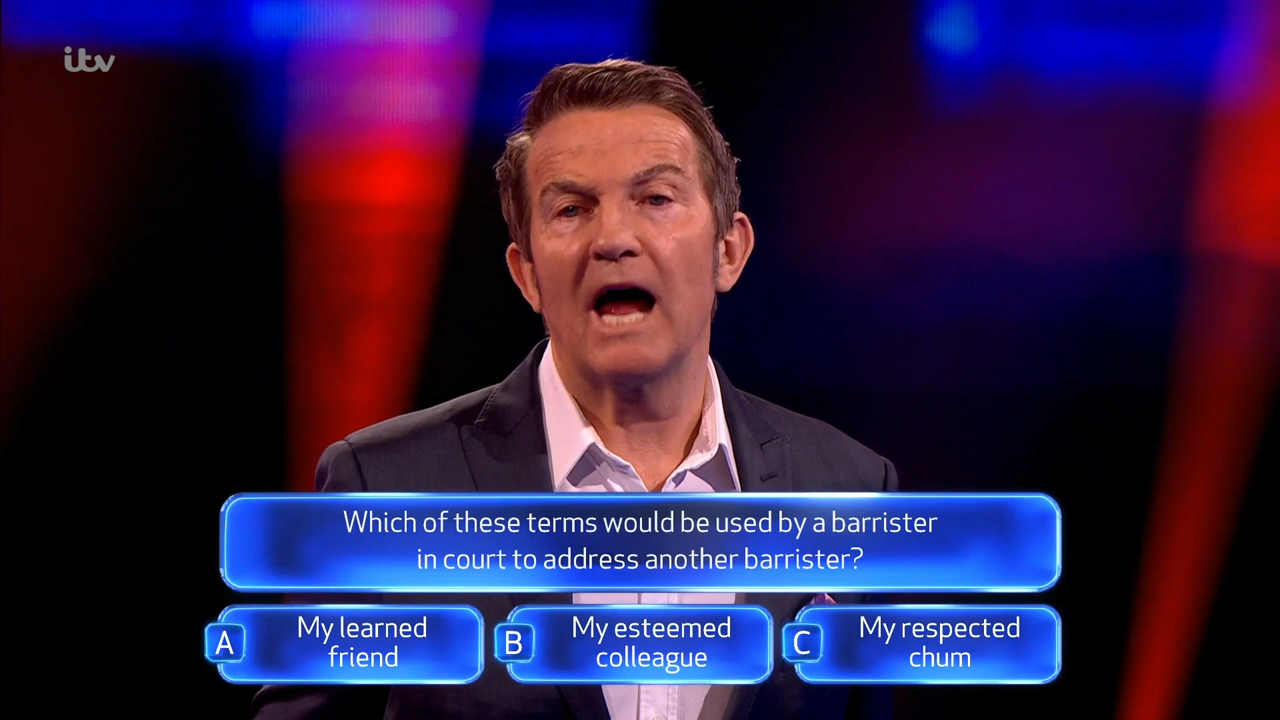 itv
Which of these terms would be used by a barrister
in court to address another barrister?
A
My learned
friend
B
My esteemed
colleague
C
My respected
chum